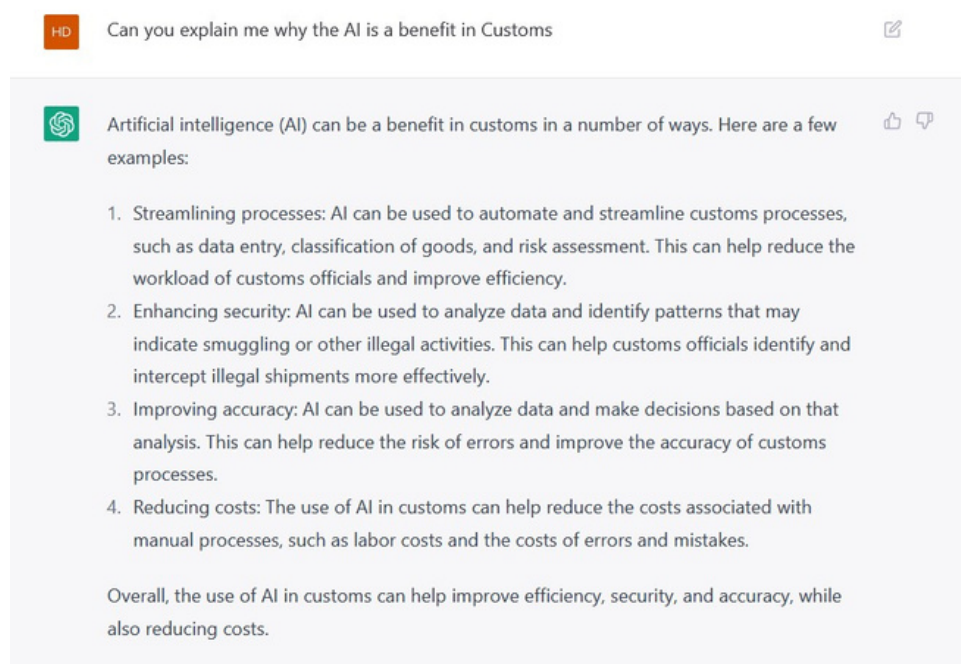 HD
Can you explain me why the AI is a benefit in Customs
Artificial intelligence (AI) can be a benefit in customs in a number of ways. Here are a few
examples:
1. Streamlining processes: AI can be used to automate and streamline customs processes,
such as data entry, classification of goods, and risk assessment. This can help reduce the
workload of customs officials and improve efficiency.
2. Enhancing security: AI can be used to analyze data and identify patterns that may
indicate smuggling or other illegal activities. This can help customs officials identify and
intercept illegal shipments more effectively.
3. Improving accuracy: AI can be used to analyze data and make decisions based on that
analysis. This can help reduce the risk of errors and improve the accuracy of customs
processes.
4. Reducing costs: The use of AI in customs can help reduce the costs associated with
manual processes, such as labor costs and the costs of errors and mistakes.
Overall, the use of AI in customs can help improve efficiency, security, and accuracy, while
also reducing costs.